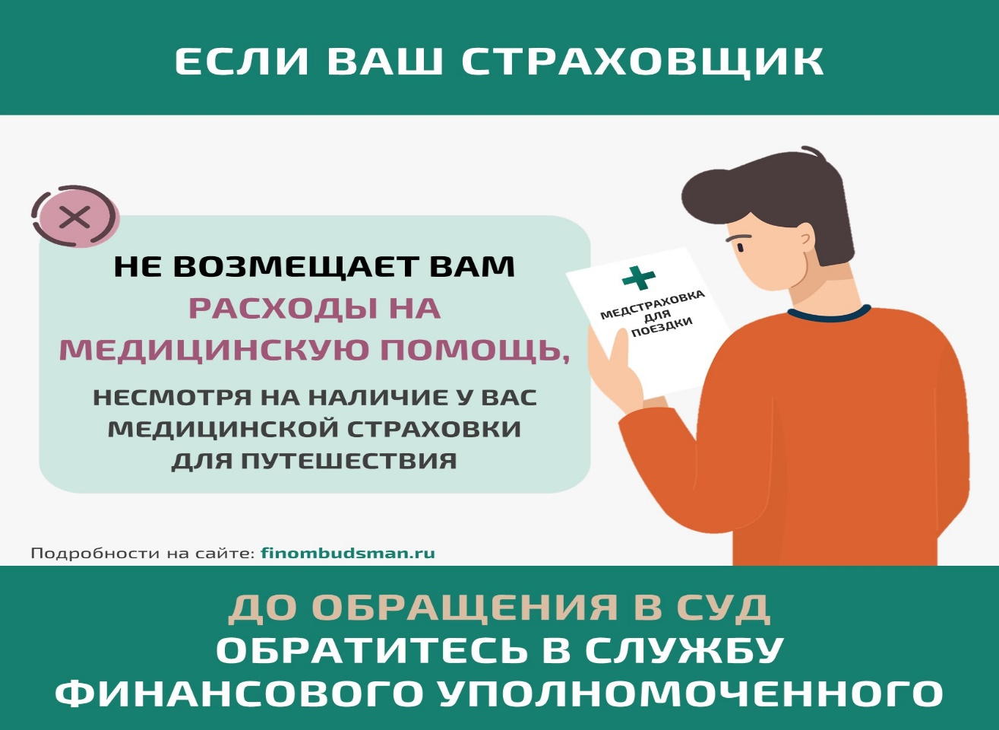 ЕСЛИ ВАШ СТРАХОВЩИК
НЕ ВОЗМЕЩАЕТ ВАМ
РАСХОДЫ НА
МЕДИЦИНСКУЮ ПОМОЩЬ,
НЕСМОТРЯ НА НАЛИЧИЕ У ВАС
МЕДИЦИНСКОЙ СТРАХОВКИ
ДЛЯ ПУТЕШЕСТВИЯ
МЕДСТРАХОВКА
ДЛЯ
ПОЕЗДКИ
Подробности на сайте: finombudsman.ru
ДО ОБРАЩЕНИЯ В СУД
ОБРАТИТЕСЬ В СЛУЖБУ
ФИНАНСОВОГО УПОЛНОМОЧЕННОГО